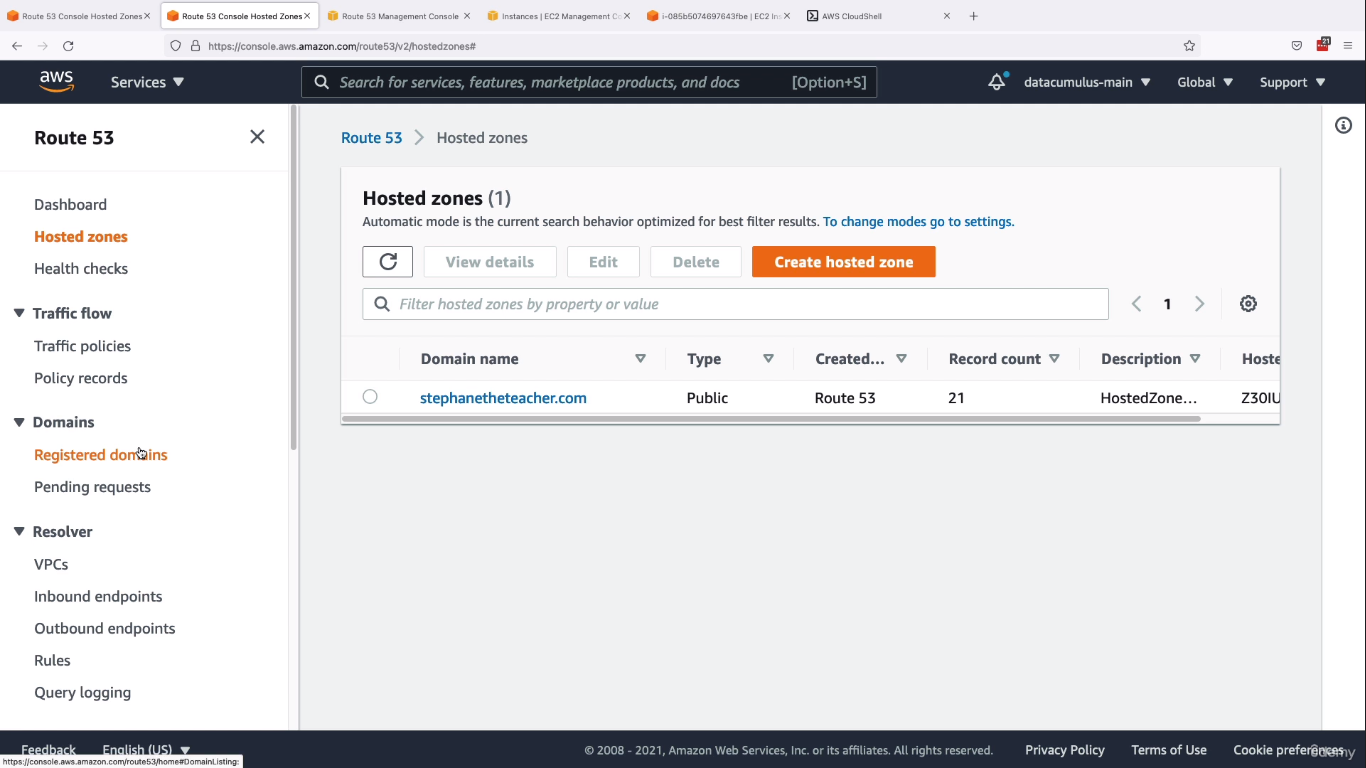 Route 53 Console Hosted Zones
Route 53 Console Hosted Zones
Route 53 Management Console
Instances | EC2 Management Co
i-085b5074697643fbe | EC2 Ins
AWS CloudShell
https://console.aws.amazon.com/route53/v2/hostedzones#
21
aws
Services
Search for services, features, marketplace products, and docs
[Option+S]
datacumulus-main
Global
Support
Route 53
Dashboard
Hosted zones
Health checks
Traffic flow
Traffic policies
Policy records
Domains
Registered domains
Pending requests
Resolver
VPCs
Inbound endpoints
Outbound endpoints
Rules
Query logging
Route 53 > Hosted zones
Hosted zones (1)
Automatic mode is the current search behavior optimized for best filter results. To change modes go to settings.
View details Edit Delete Create hosted zone
Filter hosted zones by property or value
1
Domain name Type Created... Record count Description Hoste
stephanetheteacher.com Public Route 53 21 HostedZone... Z30IU
Feedback English (US) © 2008 - 2021, Amazon Web Services, Inc. or its affiliates. All rights reserved. Privacy Policy Terms of Use Cookie preferences
https://console.aws.amazon.com/route53/home#DomainListing:
ûdemy